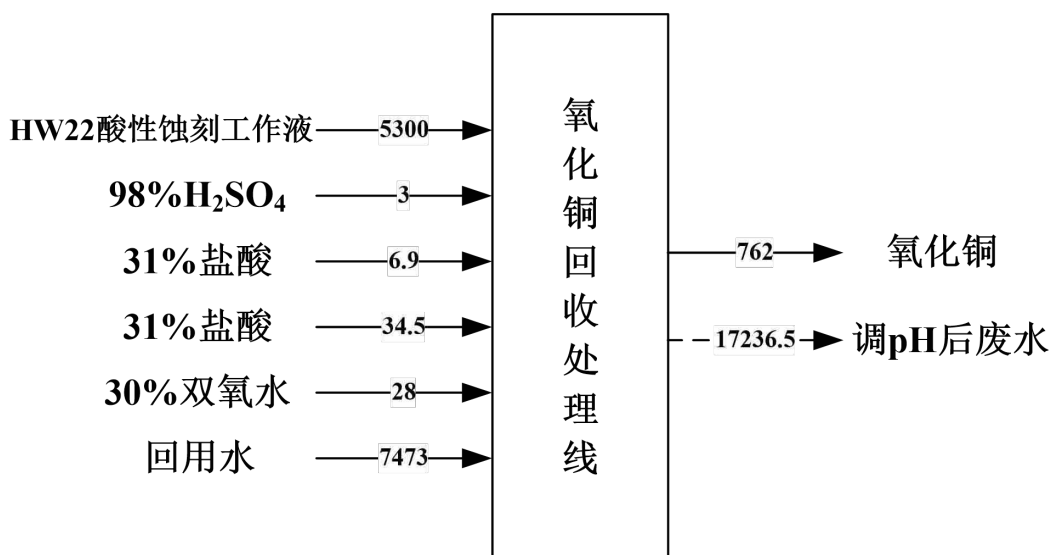 HW22酸性蚀刻工作液 5300
98%H₂SO₄ 3
31%盐酸 6.9
31%盐酸 34.5
30%双氧水 28
回用水 7473
氧化铜回收处理线
762 氧化铜
17236.5 调pH后废水